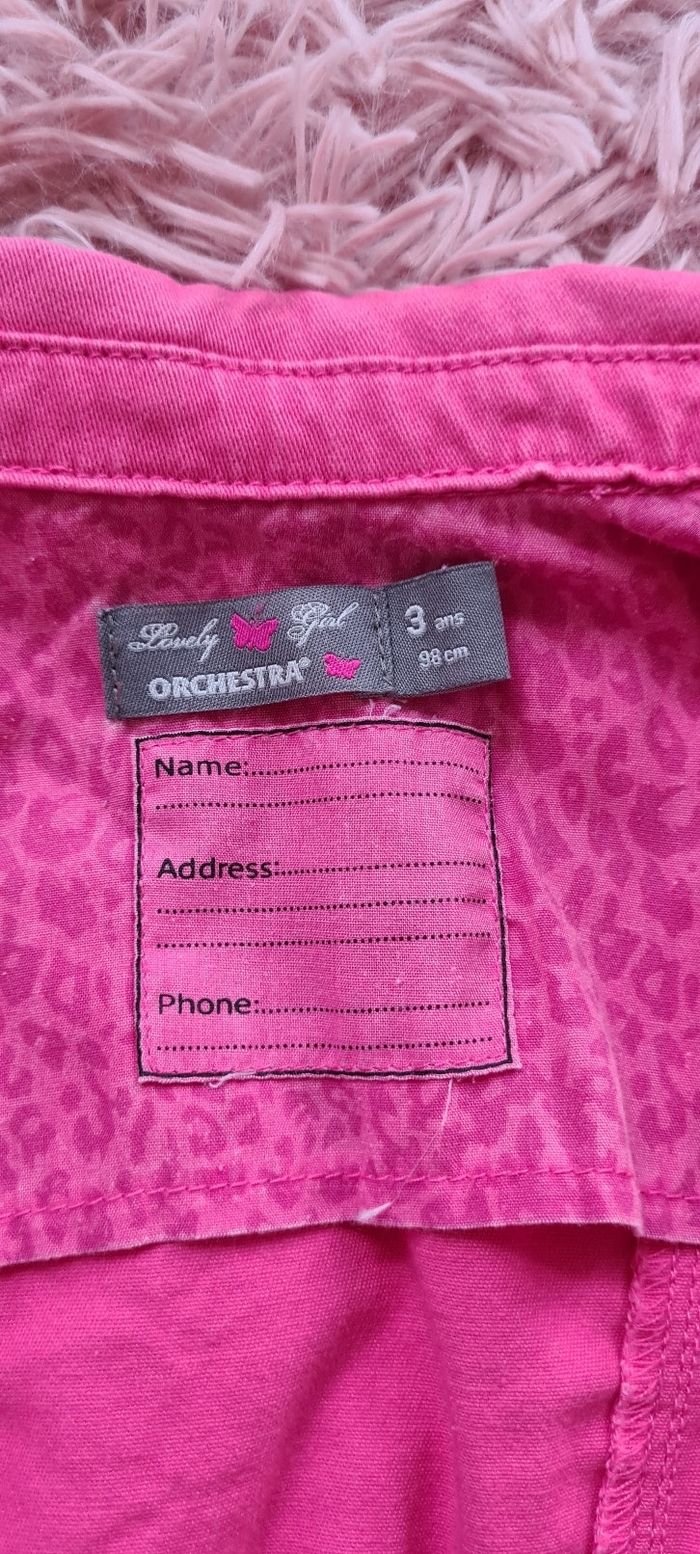 Lovely Girl
ORCHESTRA®
3 ans
98 cm
Name:
Address:
Phone: